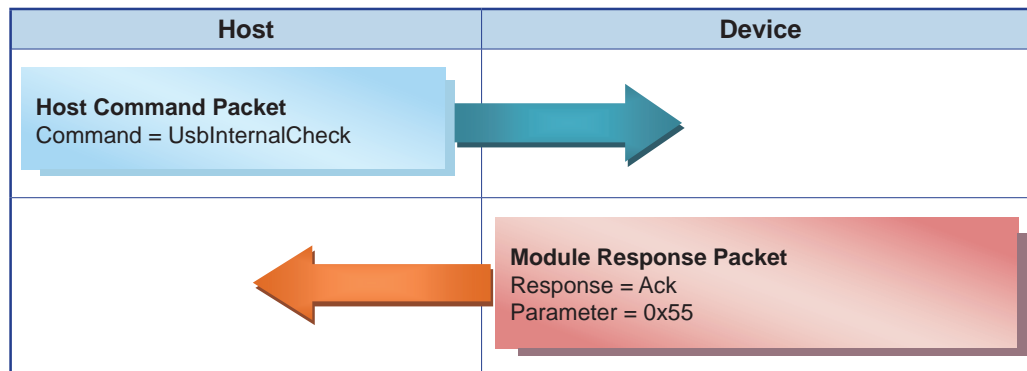 Host
Device
Host Command Packet
Command = UsbInternalCheck
Module Response Packet
Response = Ack
Parameter = 0x55